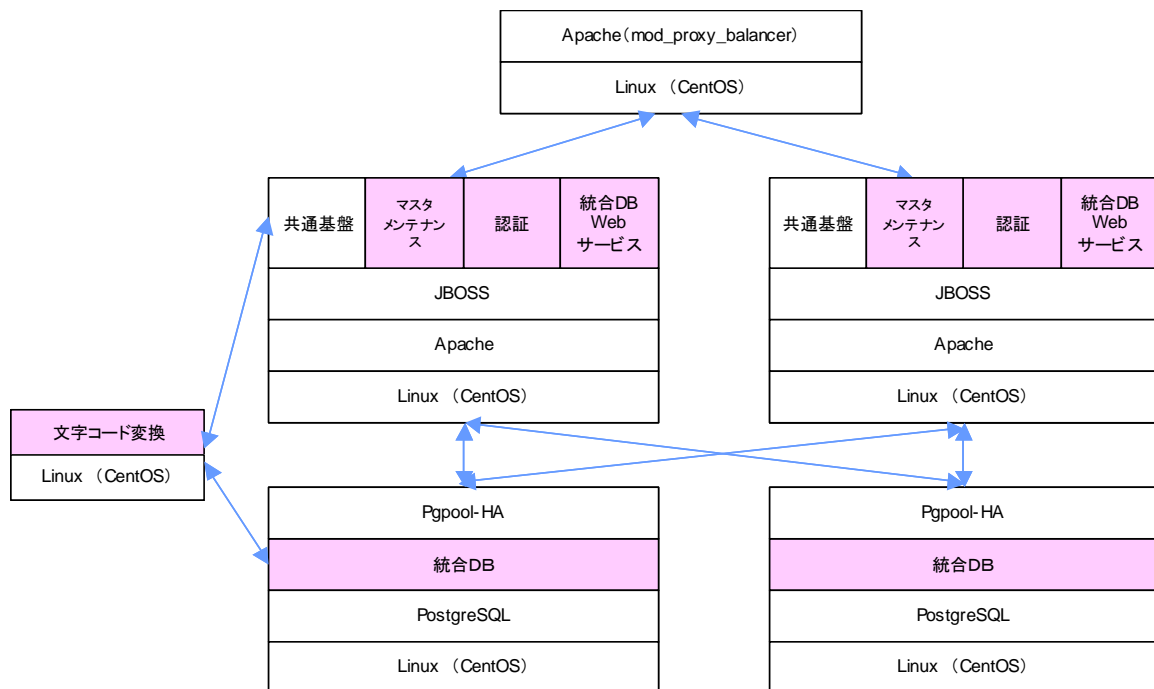 Apache(mod_proxy_balancer)
Linux (CentOS)
共通基盤
マスタ
メンテナン
ス
認証
統合DB
Web
サービス
JBOSS
Apache
Linux (CentOS)
共通基盤
マスタ
メンテナン
ス
認証
統合DB
Web
サービス
JBOSS
Apache
Linux (CentOS)
文字コード変換
Linux (CentOS)
Pgpool-HA
統合DB
PostgreSQL
Linux (CentOS)
Pgpool-HA
統合DB
PostgreSQL
Linux (CentOS)